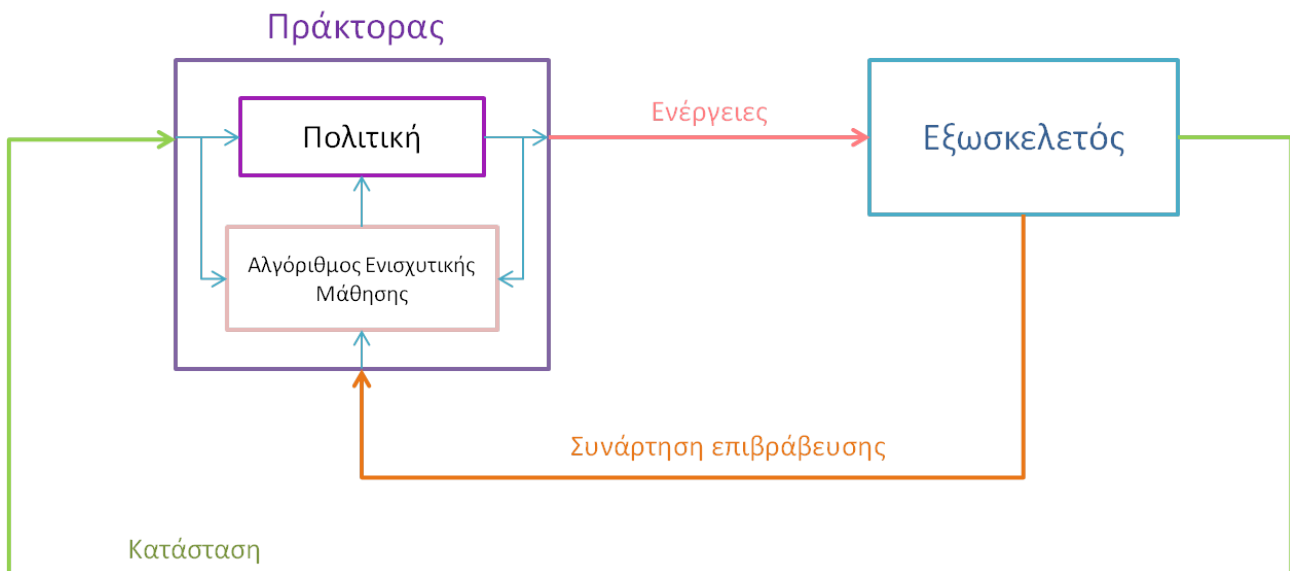 Πράκτορας
Πολιτική
Ενέργειες
Εξωσκελετός
Αλγόριθμος Ενισχυτικής
Μάθησης
Συνάρτηση επιβράβευσης
Κατάσταση